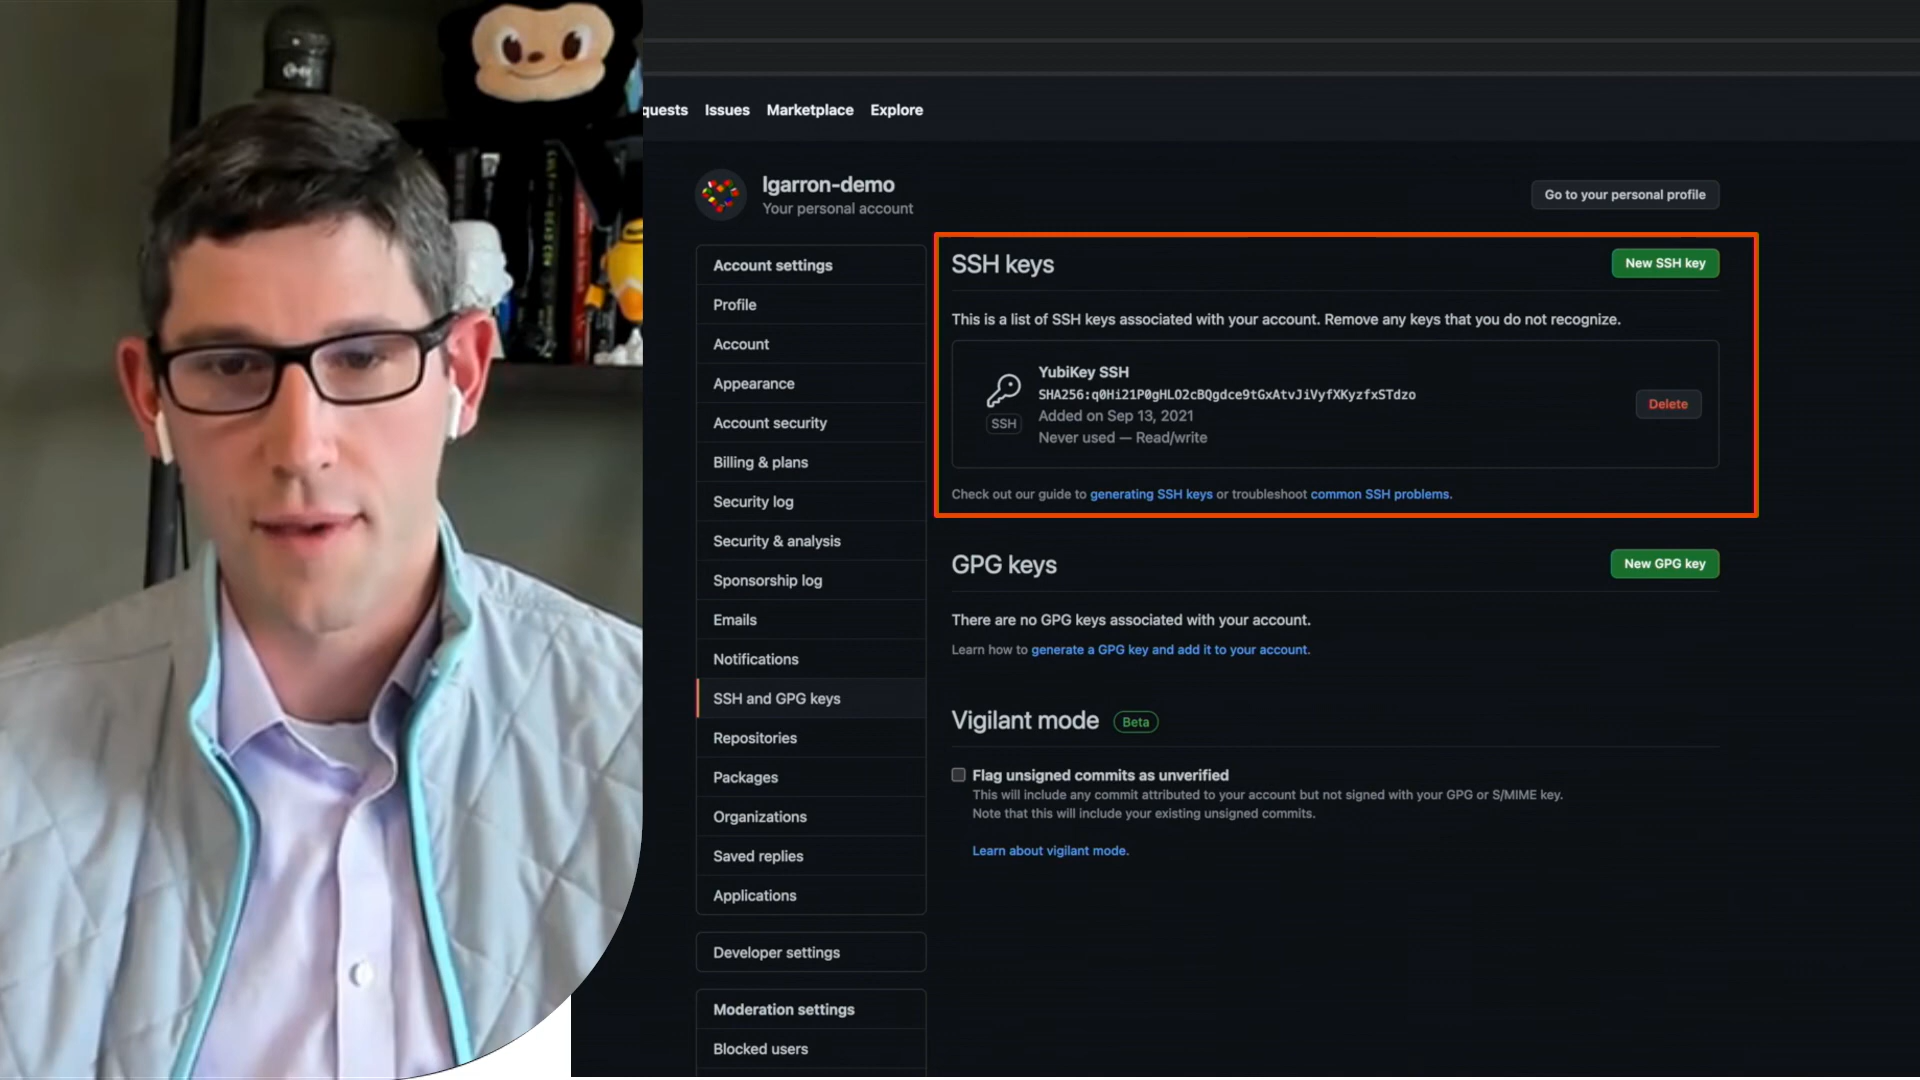 quests Issues Marketplace Explore
lgarron-demo
Your personal account
Go to your personal profile
Account settings
Profile
Account
Appearance
Account security
Billing & plans
Security log
Security & analysis
Sponsorship log
Emails
Notifications
SSH and GPG keys
Repositories
Packages
Organizations
Saved replies
Applications
Developer settings
Moderation settings
Blocked users
SSH keys
New SSH key
This is a list of SSH keys associated with your account. Remove any keys that you do not recognize.
YubiKey SSH
SHA256:q0Hi21P0gHLO2cBQgdce9tGxAtvJiVyfXKyzfxSTdzo
Added on Sep 13, 2021
Never used — Read/write
SSH
Delete
Check out our guide to generating SSH keys or troubleshoot common SSH problems.
GPG keys
New GPG key
There are no GPG keys associated with your account.
Learn how to generate a GPG key and add it to your account.
Vigilant mode Beta
Flag unsigned commits as unverified
This will include any commit attributed to your account but not signed with your GPG or S/MIME key.
Note that this will include your existing unsigned commits.
Learn about vigilant mode.